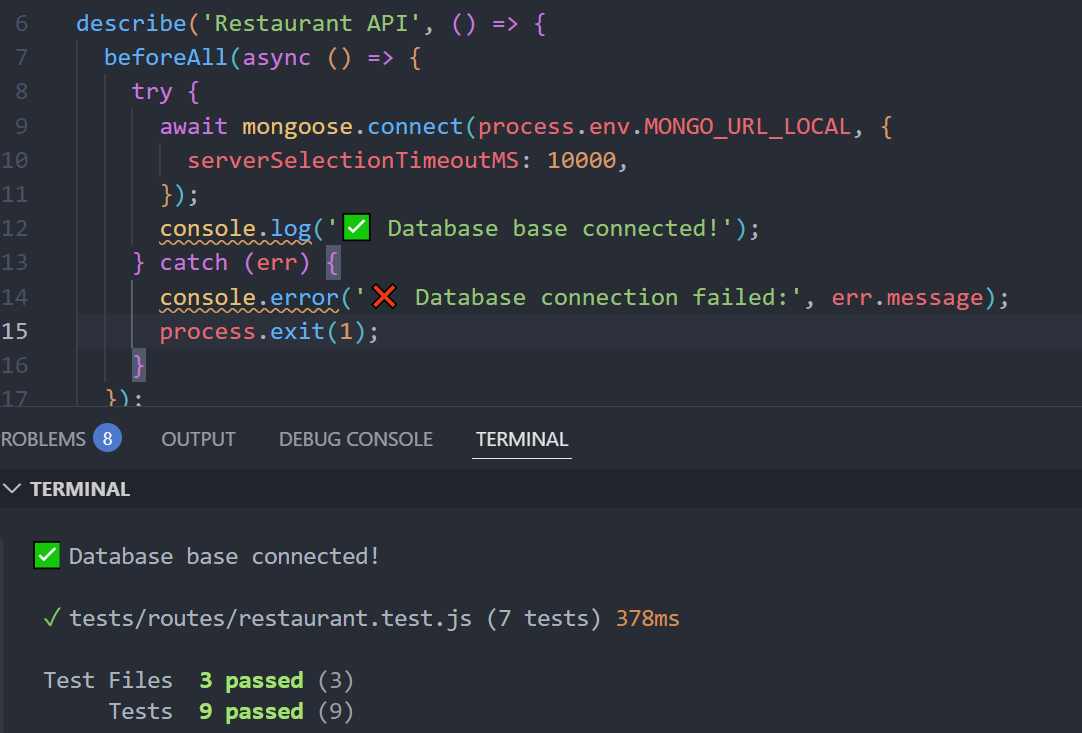 6 describe('Restaurant API', () => {
7 beforeAll(async () => {
8 try {
9 await mongoose.connect(process.env.MONGO_URL_LOCAL, {
10 serverSelectionTimeoutMS: 10000,
11 });
12 console.log('✅ Database base connected!');
13 } catch (err) {
14 console.error('❌ Database connection failed:', err.message);
15 process.exit(1);
16 }
17 });
ROBLEMS 8 OUTPUT DEBUG CONSOLE TERMINAL
TERMINAL
✅ Database base connected!
✓ tests/routes/restaurant.test.js (7 tests) 378ms
Test Files 3 passed (3)
Tests 9 passed (9)